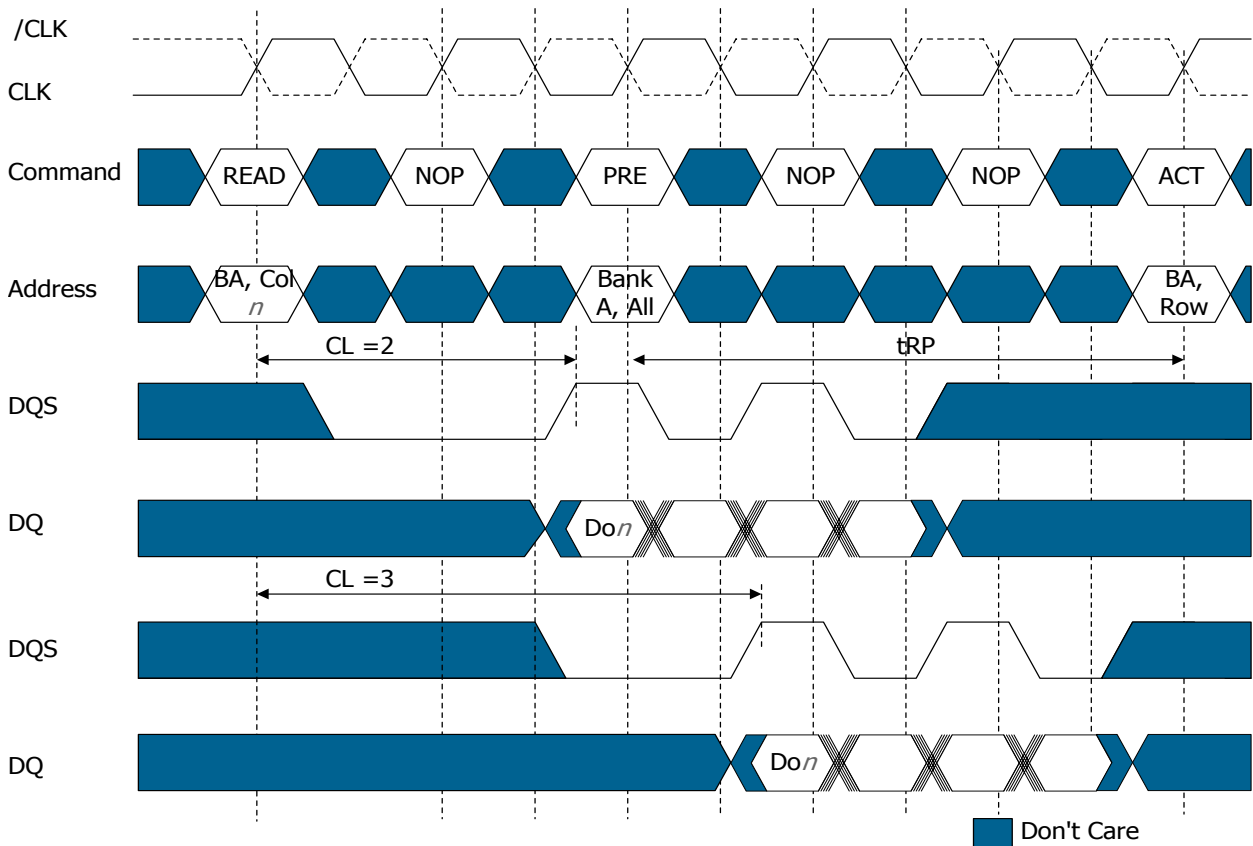 /CLK
CLK
Command
READ
NOP
PRE
NOP
NOP
ACT
Address
BA, Col
n
Bank
A, All
BA,
Row
CL =2
tRP
DQS
DQ
Don
CL =3
DQS
DQ
Don
Don't Care